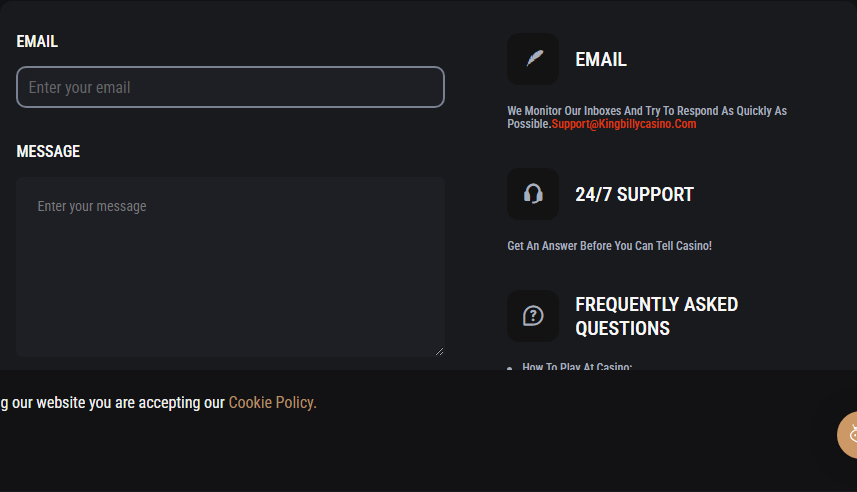 EMAIL
Enter your email
MESSAGE
Enter your message
EMAIL
We Monitor Our Inboxes And Try To Respond As Quickly As
Possible.Support@Kingbillycasino.Com
24/7 SUPPORT
Get An Answer Before You Can Tell Casino!
FREQUENTLY ASKED
QUESTIONS
How To Play At Casino:
g our website you are accepting our Cookie Policy.